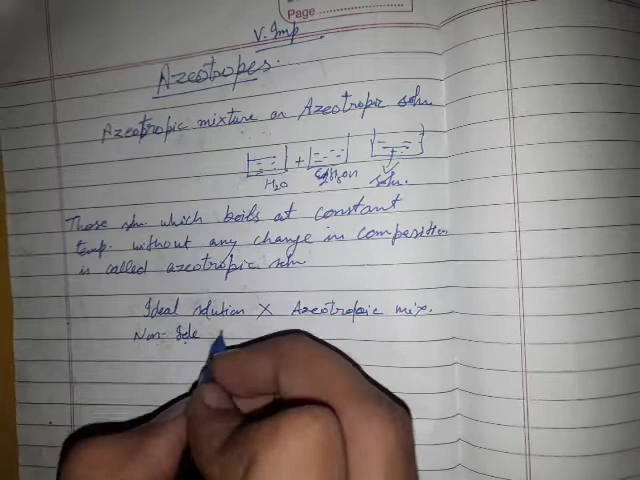 Page
V. Imp
Azeotropes.
Azeotropic mixture or Azeotropic soln.
H₂O + C₂H₅OH soln.
Those soln. which boils at constant
temp. without any change in composition
is called azeotropic soln
Ideal solution X Azeotropic mix.
Non-Ide